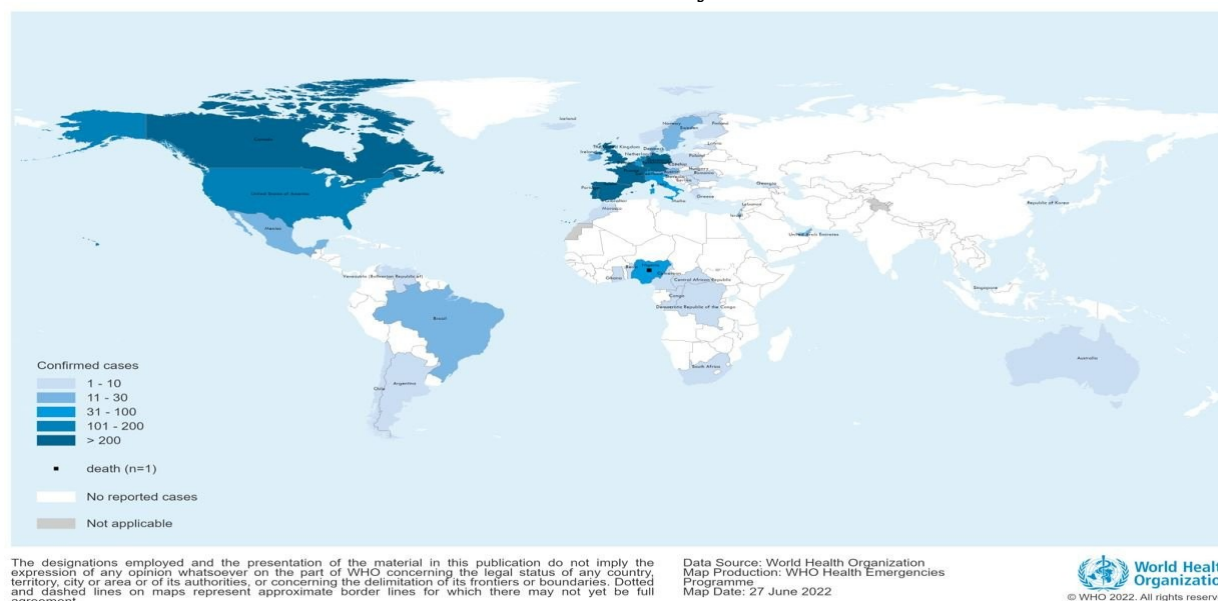 Iceland
Norway
Sweden
Finland
Latvia
The United Kingdom
Denmark
Ireland
Netherlands
Poland
Canada
Hungary
Romania
Serbia
Georgia
Portugal
Gibraltar
Greece
Malta
Morocco
Lebanon
Israel
Republic of Korea
United States of America
United Arab Emirates
Mexico
Venezuela (Bolivarian Republic of)
Benin
Ghana
Cameroon
Central African Republic
Congo
Democratic Republic of the Congo
Singapore
Brazil
Australia
South Africa
Chile
Argentina
Confirmed cases
1 - 10
11 - 30
31 - 100
101 - 200
> 200
death (n=1)
No reported cases
Not applicable
The designations employed and the presentation of the material in this publication do not imply the
expression of any opinion whatsoever on the part of WHO concerning the legal status of any country,
territory, city or area or of its authorities, or concerning the delimitation of its frontiers or boundaries. Dotted
and dashed lines on maps represent approximate border lines for which there may not yet be full
agreement.
Data Source: World Health Organization
Map Production: WHO Health Emergencies
Programme
Map Date: 27 June 2022
World Healt
Organizatio
© WHO 2022. All rights reserv